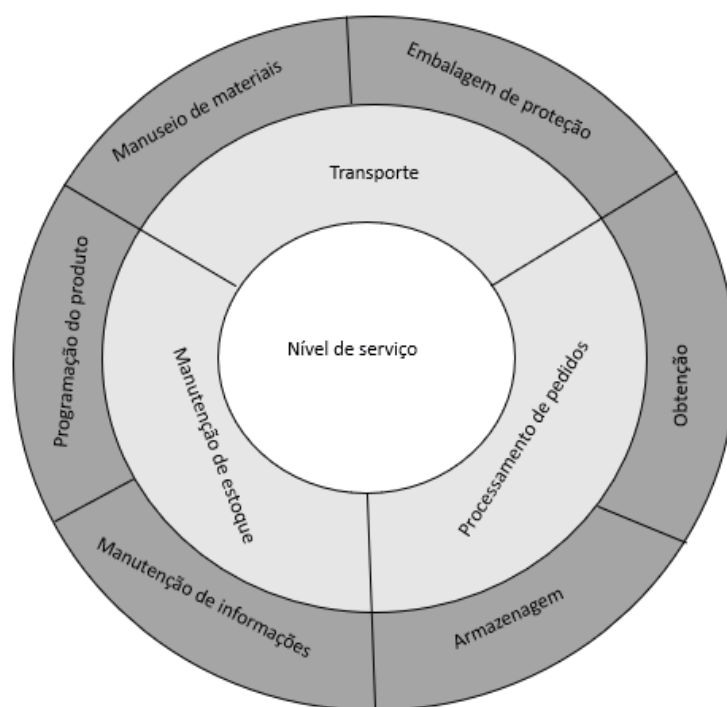 Manuseio de materiais
Embalagem de proteção
Transporte
Programação do produto
Manutenção de estoque
Nível de serviço
Processamento de pedidos
Obtenção
Manutenção de informações
Armazenagem